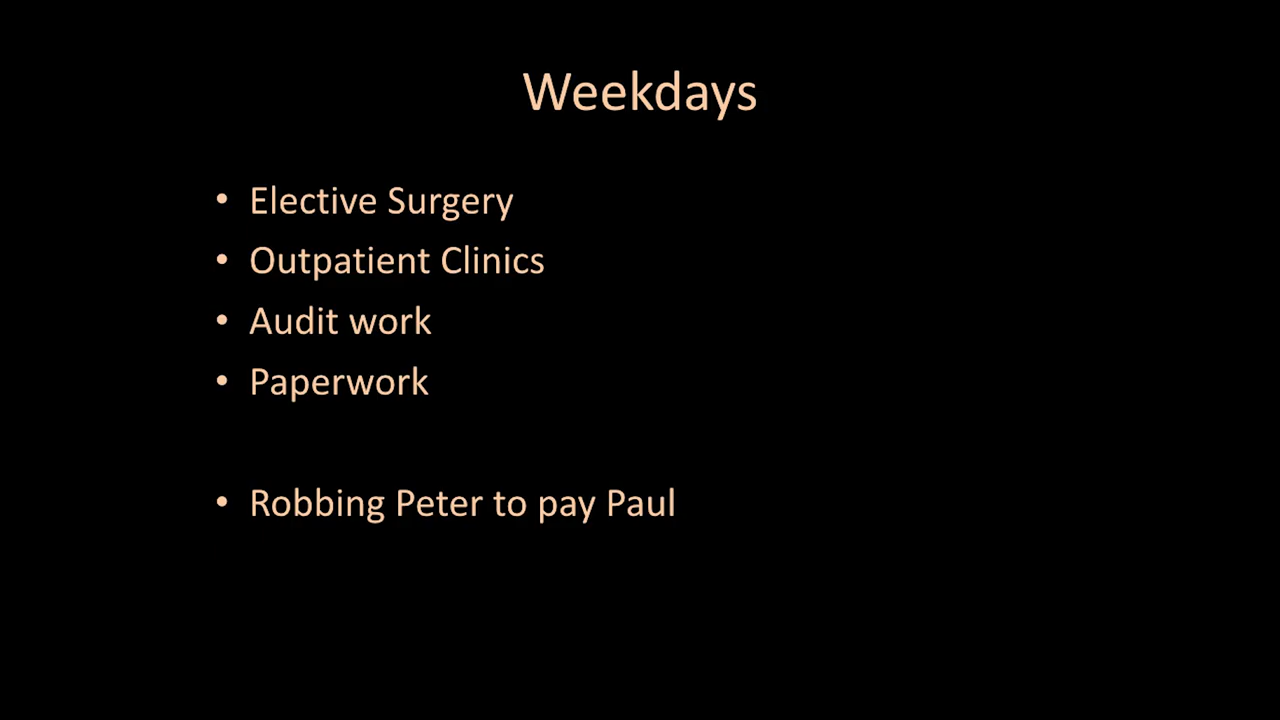 Weekdays
• Elective Surgery
• Outpatient Clinics
• Audit work
• Paperwork
• Robbing Peter to pay Paul